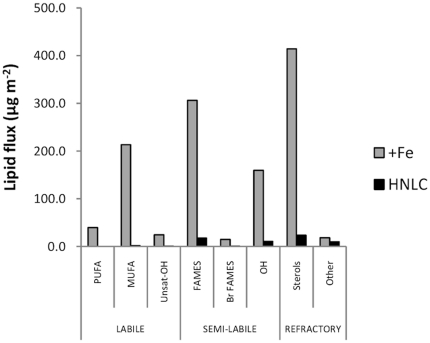 500.0
400.0
300.0
200.0
100.0
0.0
Lipid flux (µg m-2)
+Fe
HNLC
PUFA
MUFA
Unsat-OH
FAMES
Br FAMES
OH
Sterols
Other
LABILE
SEMI-LABILE
REFRACTORY